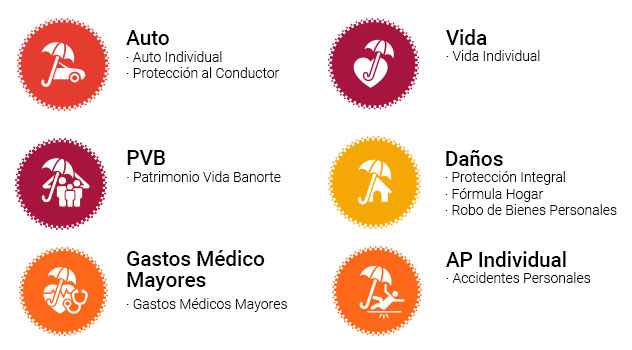 Auto
· Auto Individual
· Protección al Conductor
Vida
· Vida Individual
PVB
· Patrimonio Vida Banorte
Daños
· Protección Integral
· Fórmula Hogar
· Robo de Bienes Personales
Gastos Médico
Mayores
· Gastos Médicos Mayores
AP Individual
· Accidentes Personales